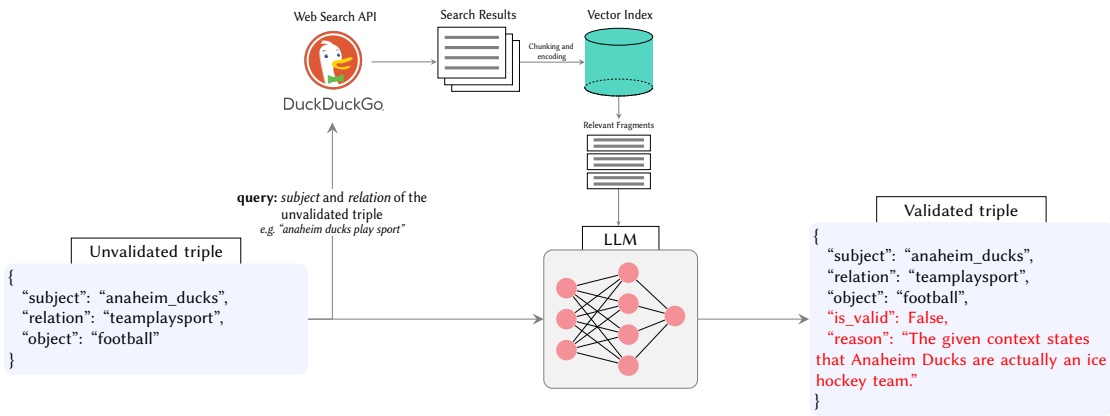 Web Search API
Search Results
Vector Index
Chunking and
encoding
DuckDuckGo.
Relevant Fragments
query: subject and relation of the
unvalidated triple
e.g. “anaheim ducks play sport”
Unvalidated triple
{
“subject”: “anaheim_ducks”,
“relation”: “teamplaysport”,
“object”: “football”
}
LLM
Validated triple
{
“subject”: “anaheim_ducks”,
“relation”: “teamplaysport”,
“object”: “football”,
“is_valid”: False,
“reason”: “The given context states
that Anaheim Ducks are actually an ice
hockey team.”
}